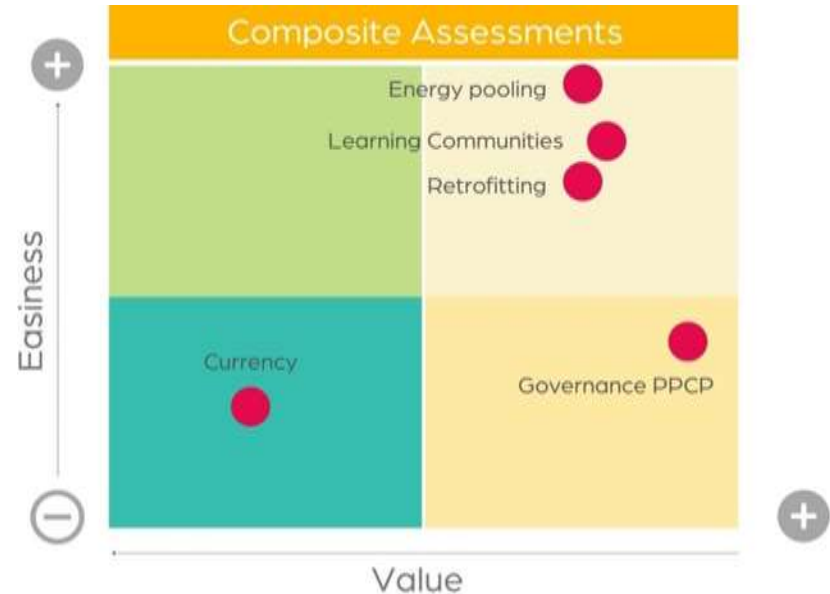 Composite Assessments
Energy pooling
Learning Communities
Retrofitting
Easiness
Currency
Governance PPCP
Value